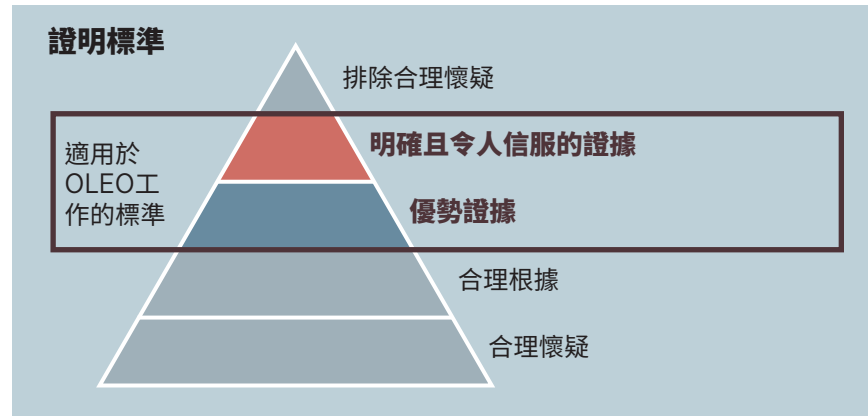 證明標準
排除合理懷疑
適用於
OLEO工
作的標準
明確且令人信服的證據
優勢證據
合理根據
合理懷疑